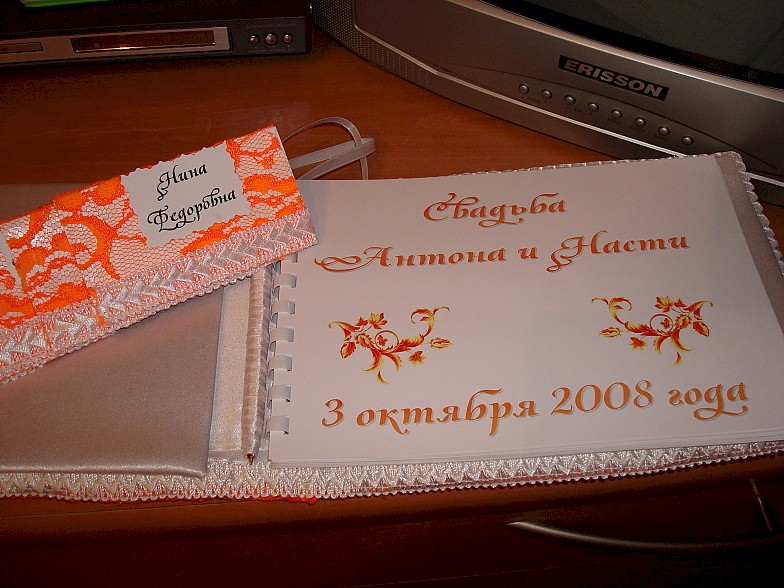 ERISSON
Нина
Федоровна
Свадьба
Антона и Насти
3 октября 2008 года